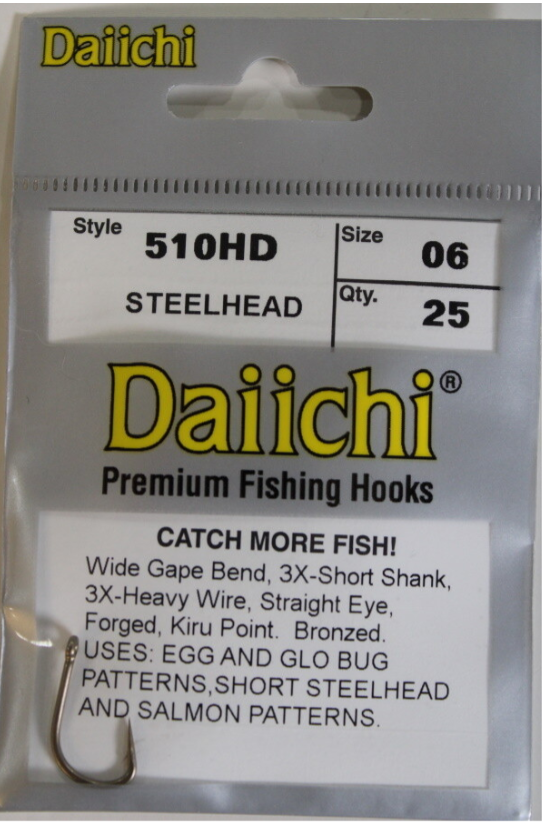 Daiichi
Style 510HD
Size 06
STEELHEAD
Qty. 25
Daiichi®
Premium Fishing Hooks
CATCH MORE FISH!
Wide Gape Bend, 3X-Short Shank,
3X-Heavy Wire, Straight Eye,
Forged, Kiru Point. Bronzed.
USES: EGG AND GLO BUG
PATTERNS,SHORT STEELHEAD
AND SALMON PATTERNS.